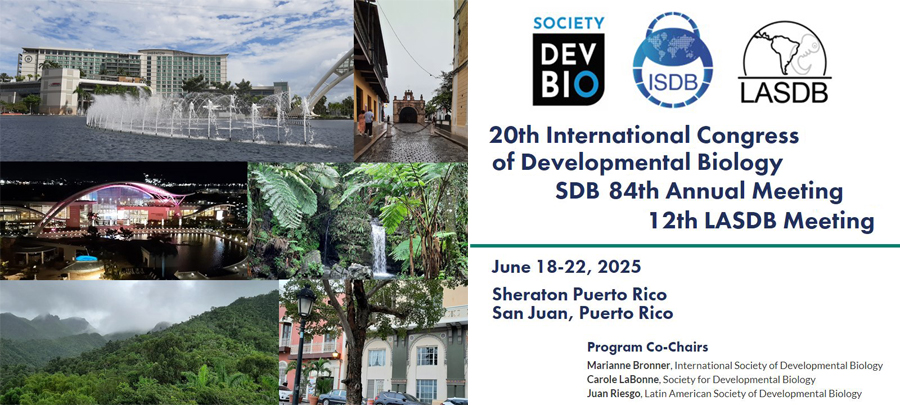 SOCIETY
DEV
BIO
ISDB
LASDB
20th International Congress
of Developmental Biology
SDB 84th Annual Meeting
12th LASDB Meeting
June 18-22, 2025
Sheraton Puerto Rico
San Juan, Puerto Rico
Program Co-Chairs
Marianne Bronner, International Society of Developmental Biology
Carole LaBonne, Society for Developmental Biology
Juan Riesgo, Latin American Society of Developmental Biology